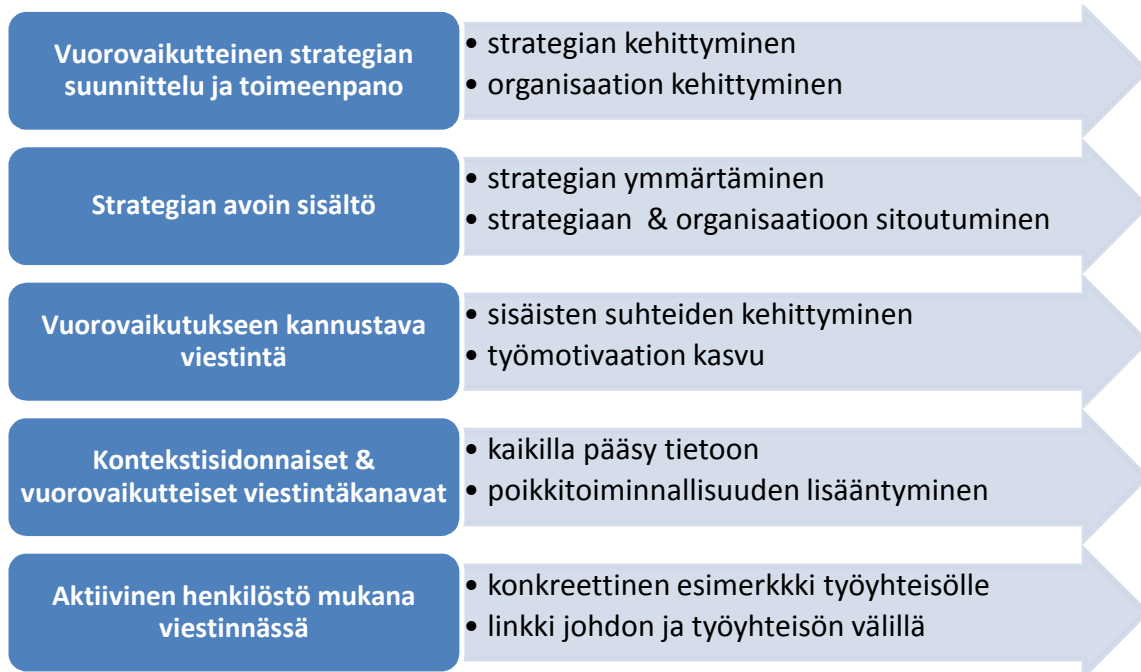 Vuorovaikutteinen strategian
suunnittelu ja toimeenpano
• strategian kehittyminen
• organisaation kehittyminen
Strategian avoin sisältö
• strategian ymmärtäminen
• strategiaan & organisaatioon sitoutuminen
Vuorovaikutukseen kannustava
viestintä
• sisäisten suhteiden kehittyminen
• työmotivaation kasvu
Kontekstisidonnaiset &
vuorovaikutteiset viestintäkanavat
• kaikilla pääsy tietoon
• poikkitoiminnallisuuden lisääntyminen
Aktiivinen henkilöstö mukana
viestinnässä
• konkreettinen esimerkkki työyhteisölle
• linkki johdon ja työyhteisön välillä